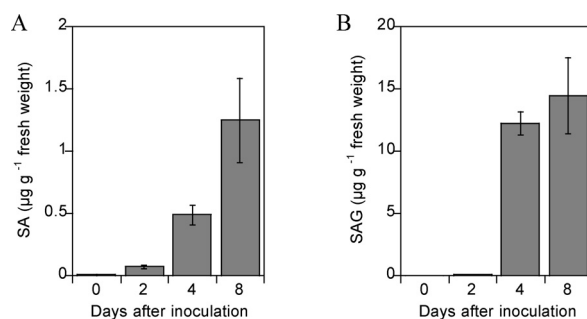 A
2
1.5
1
0.5
0
SA (µg g ⁻¹ fresh weight)
0 2 4 8
Days after inoculation
B
20
15
10
5
0
SAG (µg g ⁻¹ fresh weight)
0 2 4 8
Days after inoculation